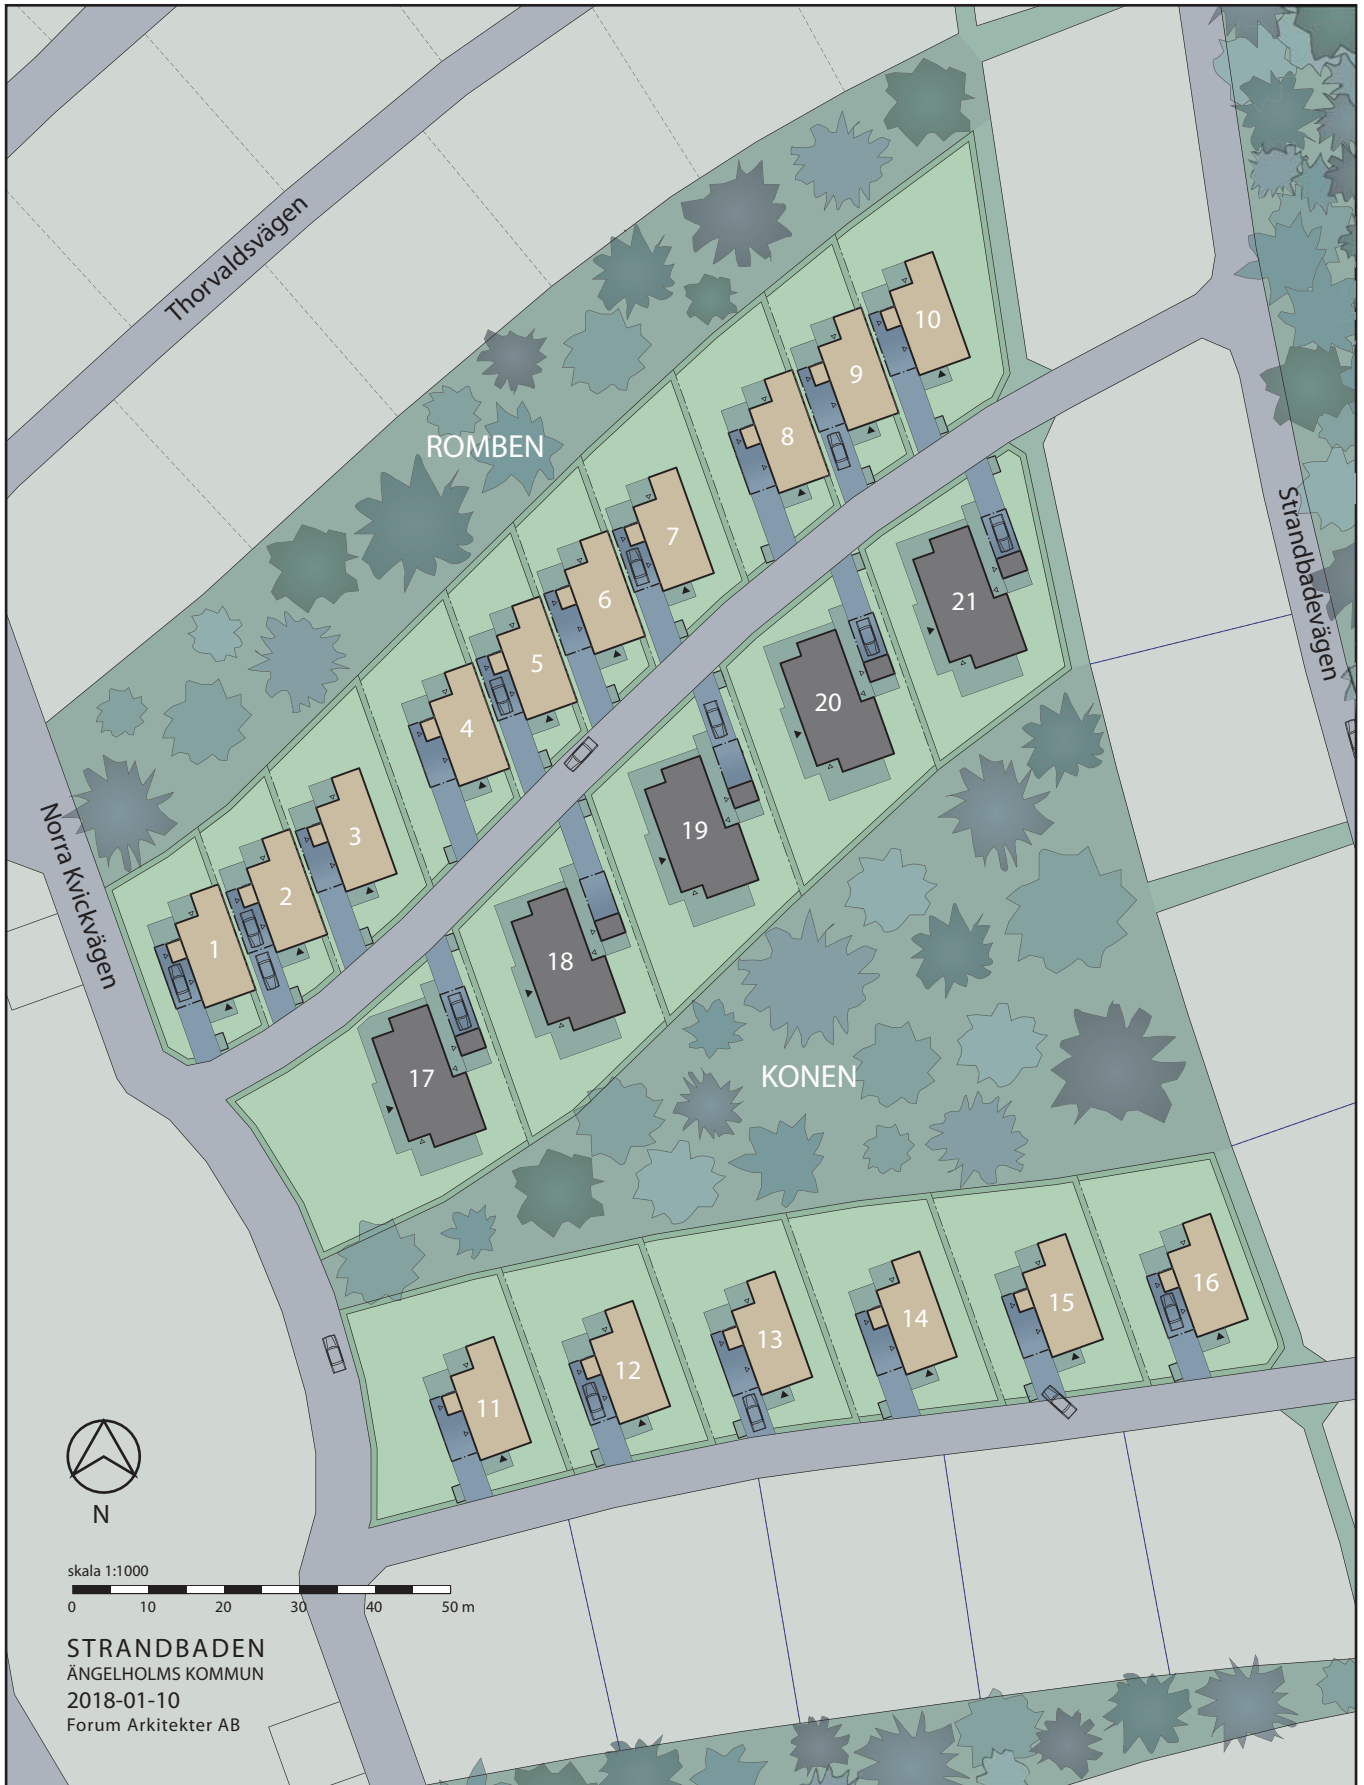 Thorvaldsvägen
ROMBEN
10
9
8
7
6
5
4
3
2
1
21
20
19
18
17
Strandbadevägen
Norra Kvickvägen
KONEN
16
15
14
13
12
11
N
skala 1:1000
0 10 20 30 40 50 m
STRANDBADEN
ÄNGELHOLMS KOMMUN
2018-01-10
Forum Arkitekter AB